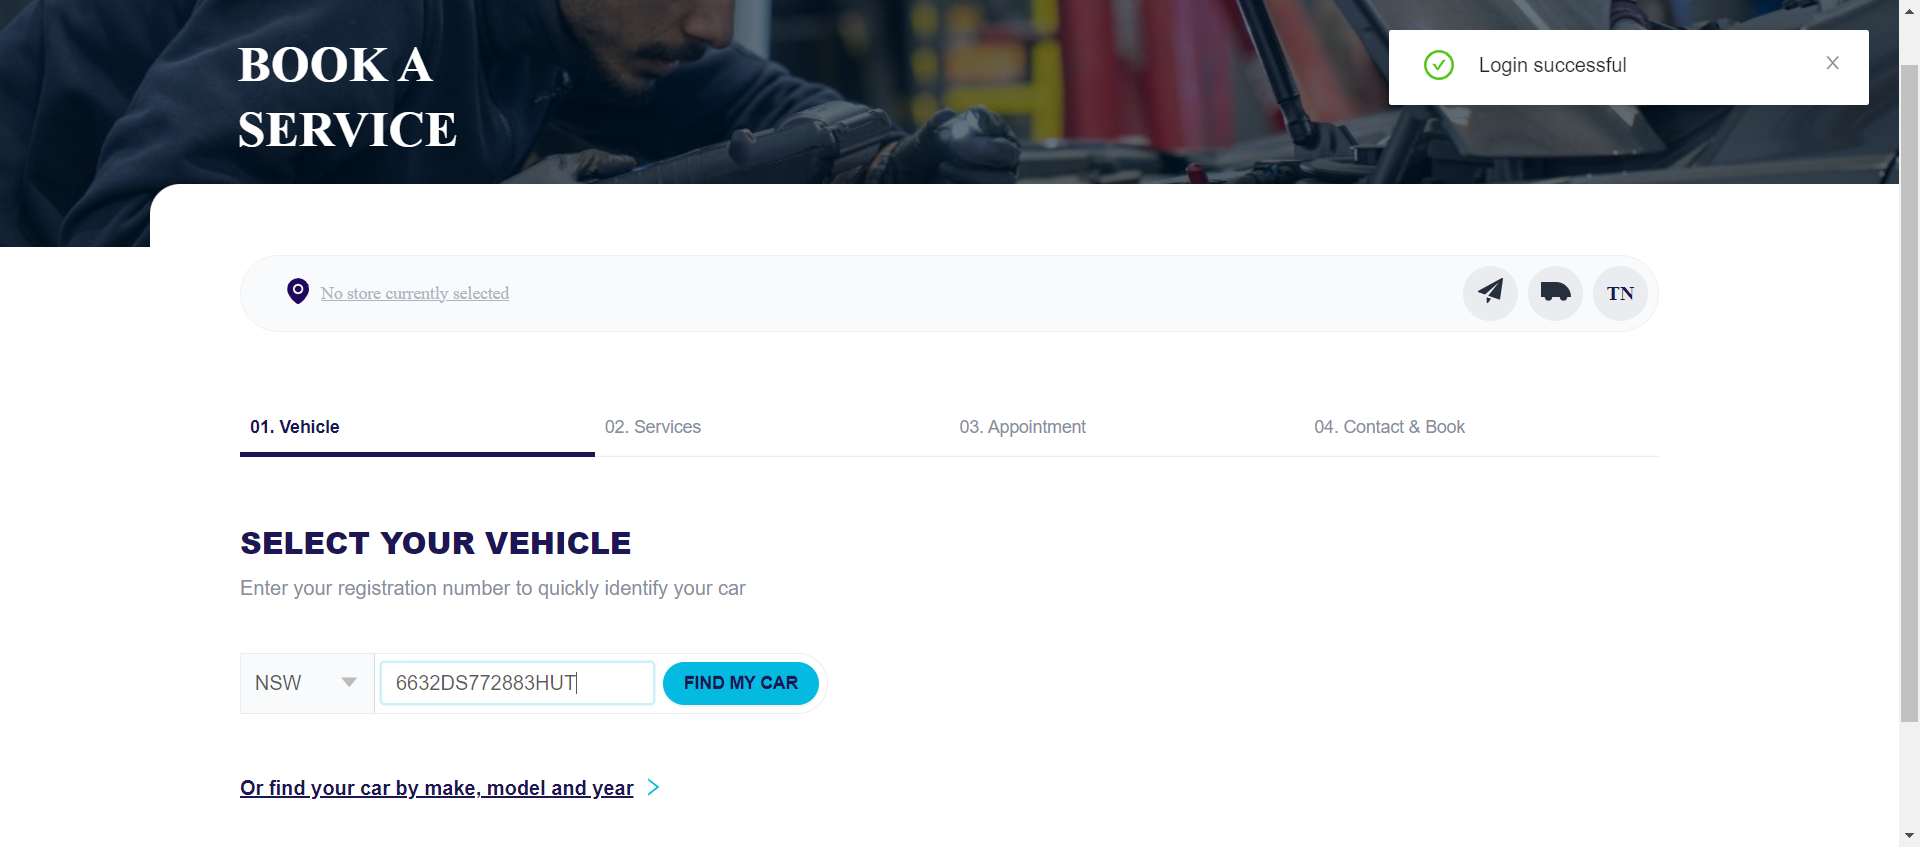 BOOK A
SERVICE
Login successful
No store currently selected
TN
01. Vehicle
02. Services
03. Appointment
04. Contact & Book
SELECT YOUR VEHICLE
Enter your registration number to quickly identify your car
NSW
6632DS772883HUT
FIND MY CAR
Or find your car by make, model and year